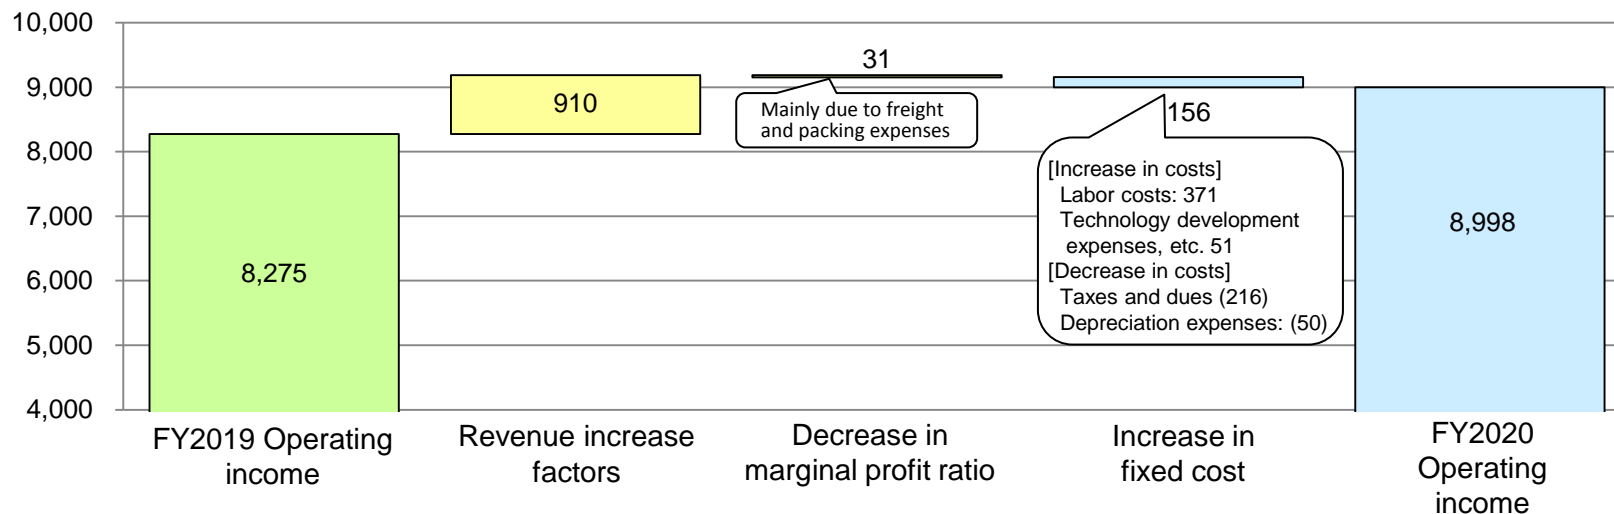 10,000
9,000
8,000
7,000
6,000
5,000
4,000
8,275
910
31
Mainly due to freight
and packing expenses
156
[Increase in costs]
Labor costs: 371
Technology development
expenses, etc. 51
[Decrease in costs]
Taxes and dues (216)
Depreciation expenses: (50)
8,998
FY2019 Operating
income
Revenue increase
factors
Decrease in
marginal profit ratio
Increase in
fixed cost
FY2020
Operating
income